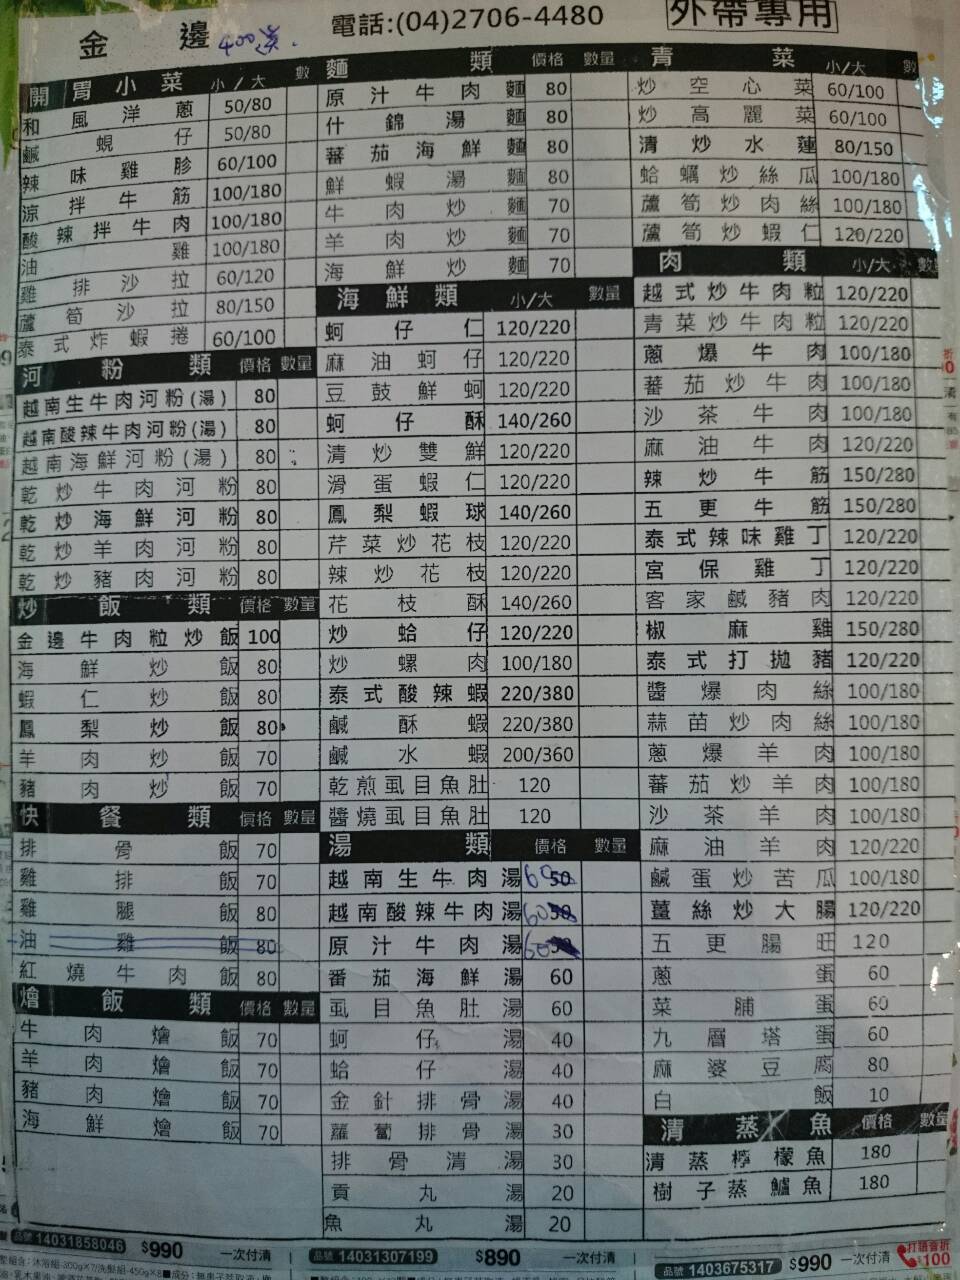 金邊 400送. 電話:(04)2706-4480 外帶專用
開胃小菜 小/大 數
和風洋蔥 50/80
鹹蜆仔 50/80
辣味雞胗 60/100
涼拌牛筋 100/180
酸辣拌牛肉 100/180
油雞 100/180
雞排沙拉 60/120
蘆筍沙拉 80/150
泰式炸蝦捲 60/100
河粉類 價格 數量
越南生牛肉河粉(湯) 80
越南酸辣牛肉河粉(湯) 80
越南海鮮河粉(湯) 80
乾炒牛肉河粉 80
乾炒海鮮河粉 80
乾炒羊肉河粉 80
乾炒豬肉河粉 80
炒飯類 價格 數量
金邊牛肉粒炒飯 100
海鮮炒飯 80
蝦仁炒飯 80
鳳梨炒飯 80
羊肉炒飯 70
豬肉炒飯 70
快餐類 價格 數量
排骨飯 70
雞排飯 70
雞腿飯 80
油雞飯 80
紅燒牛肉飯 80
燴飯類 價格 數量
牛肉燴飯 70
羊肉燴飯 70
豬肉燴飯 70
海鮮燴飯 70
麵類 價格 數量
原汁牛肉麵 80
什錦湯麵 80
蕃茄海鮮麵 80
鮮蝦湯麵 80
牛肉炒麵 70
羊肉炒麵 70
海鮮炒麵 70
海鮮類 小/大 數量
蚵仔仁 120/220
麻油蚵仔 120/220
豆鼓鮮蚵 120/220
蚵仔酥 140/260
清炒雙鮮 120/220
滑蛋蝦仁 120/220
鳳梨蝦球 140/260
芹菜炒花枝 120/220
辣炒花枝 120/220
花枝酥 140/260
炒蛤仔 120/220
炒螺肉 100/180
泰式酸辣蝦 220/380
鹹酥蝦 220/380
鹹水蝦 200/360
乾煎虱目魚肚 120
醬燒虱目魚肚 120
湯類 價格 數量
越南生牛肉湯 60 50
越南酸辣牛肉湯 60 50
原汁牛肉湯 60
番茄海鮮湯 60
虱目魚肚湯 60
蚵仔湯 40
蛤仔湯 40
金針排骨湯 40
蘿蔔排骨湯 30
排骨清湯 30
貢丸湯 20
魚丸湯 20
青菜 小/大 數
炒空心菜 60/100
炒高麗菜 60/100
清炒水蓮 80/150
蛤蠣炒絲瓜 100/180
蘆筍炒肉絲 100/180
蘆筍炒蝦仁 120/220
肉類 小/大 數量
越式炒牛肉粒 120/220
青菜炒牛肉粒 120/220
蔥爆牛肉 100/180
蕃茄炒牛肉 100/180
沙茶牛肉 100/180
麻油牛肉 120/220
辣炒牛筋 150/280
五更牛筋 150/280
泰式辣味雞丁 120/220
宮保雞丁 120/220
客家鹹豬肉 120/220
椒麻雞 150/280
泰式打拋豬 120/220
醬爆肉絲 100/180
蒜苗炒肉絲 100/180
蔥爆羊肉 100/180
蕃茄炒羊肉 100/180
沙茶羊肉 100/180
麻油羊肉 120/220
鹹蛋炒苦瓜 100/180
薑絲炒大腸 120/220
五更腸旺 120
蔥蛋 60
菜脯蛋 60
九層塔蛋 60
麻婆豆腐 80
白飯 10
清蒸魚 價格 數量
清蒸檸檬魚 180
樹子蒸鱸魚 180
品號 14031858046 $990 一次付清
品號 14031307199 $890 一次付清
品號 1403675317 $990 一次付清 打這會折 $100